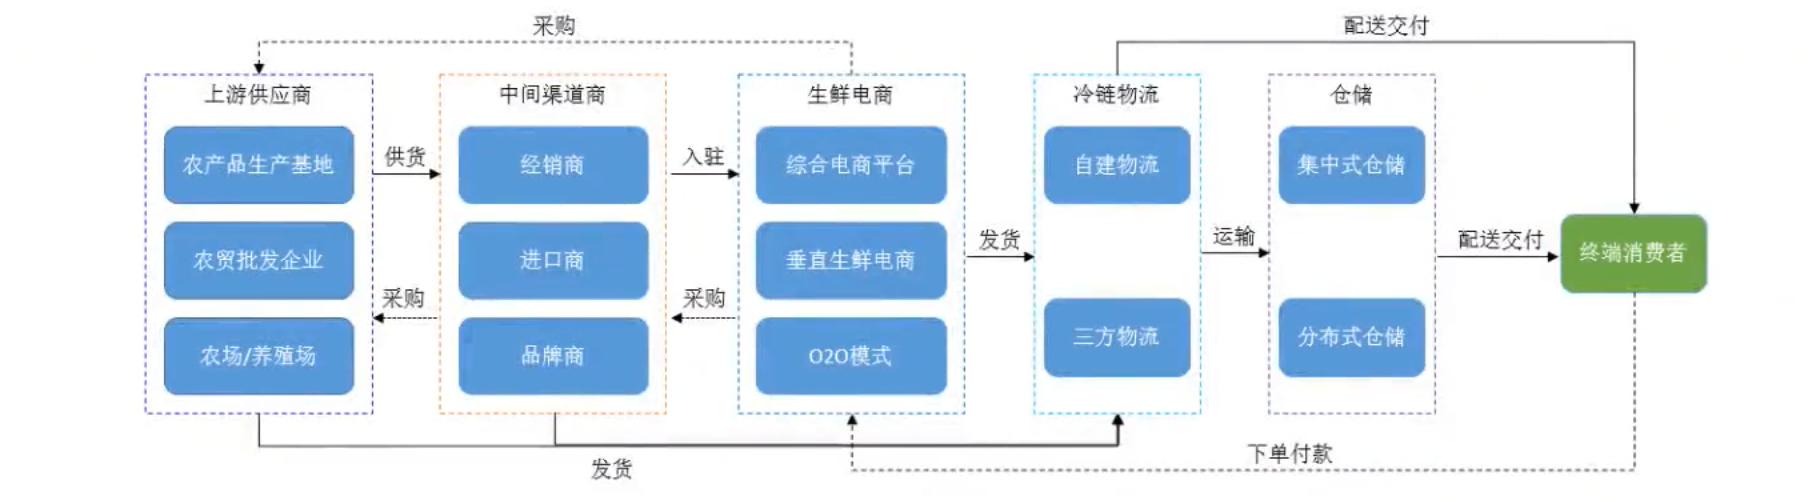 采购
配送交付
上游供应商
农产品生产基地
农贸批发企业
农场/养殖场
供货
采购
中间渠道商
经销商
进口商
品牌商
入驻
采购
生鲜电商
综合电商平台
垂直生鲜电商
O2O模式
发货
冷链物流
自建物流
三方物流
运输
仓储
集中式仓储
分布式仓储
配送交付
终端消费者
发货
下单付款